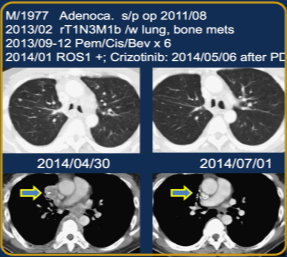 M/1977 Adenoca. s/p op 2011/08
2013/02 rT1N3M1b /w lung, bone mets
2013/09-12 Pem/Cis/Bev x 6
2014/01 ROS1 +; Crizotinib: 2014/05/06 after PD
2014/04/30
2014/07/01